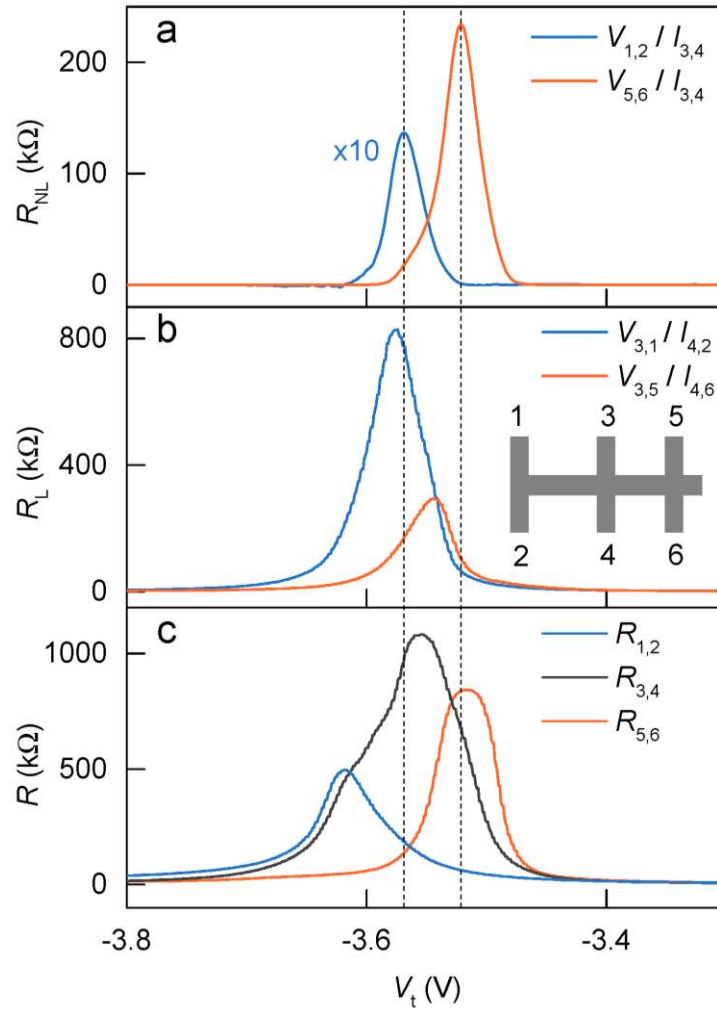 a
V1,2 / I3,4
V5,6 / I3,4
x10
200
100
0
RNL (kΩ)
b
V3,1 / I4,2
V3,5 / I4,6
800
400
0
RL (kΩ)
1 3 5
2 4 6
c
R1,2
R3,4
R5,6
1000
500
0
R (kΩ)
-3.8 -3.6 -3.4
Vt (V)